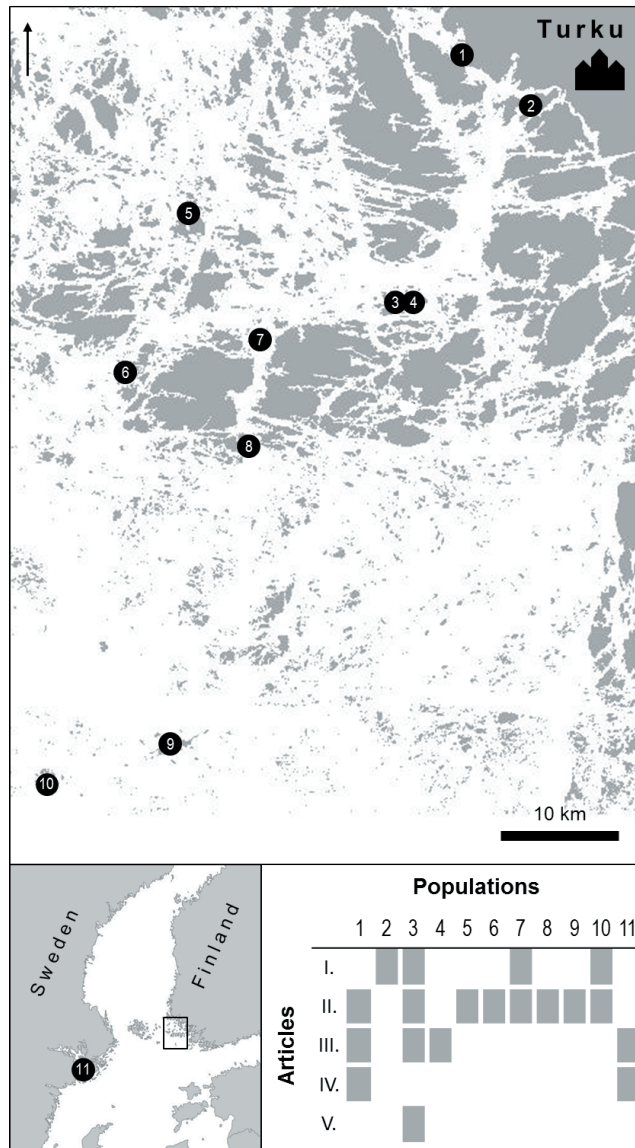 Turku
1
2
5
3 4
7
6
8
9
10
10 km
Sweden
Finland
11
Populations
1 2 3 4 5 6 7 8 9 10 11
Articles
I.
II.
III.
IV.
V.